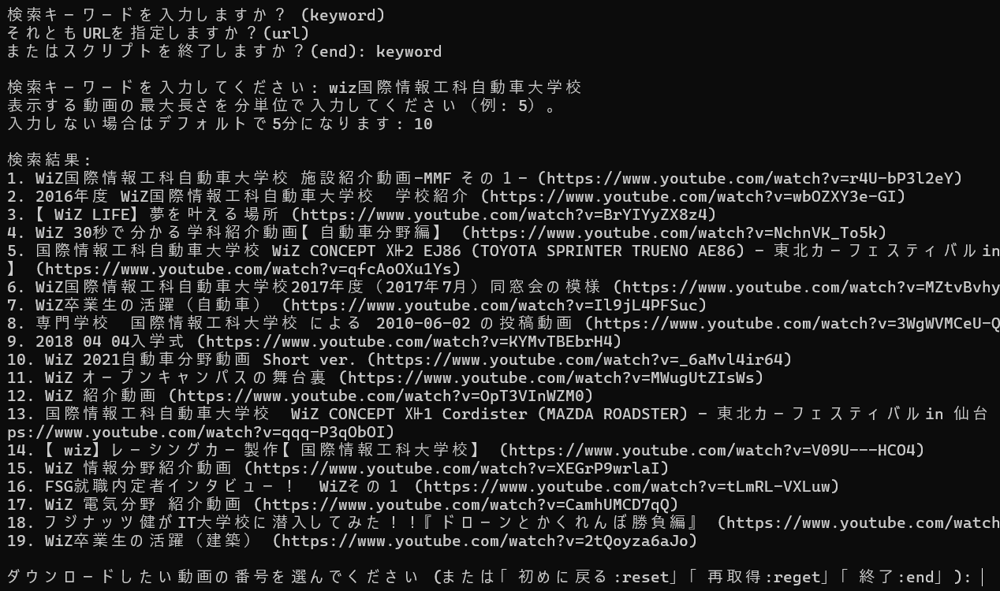 検索キーワードを入力しますか？ (keyword)
それともURLを指定しますか？(url)
またはスクリプトを終了しますか？(end): keyword
検索キーワードを入力してください: wiz国際情報工科自動車大学校
表示する動画の最大長さを分単位で入力してください（例: 5）。
入力しない場合はデフォルトで5分になります: 10
検索結果:
1. WiZ国際情報工科自動車大学校 施設紹介動画-MMF その１- (https://www.youtube.com/watch?v=r4U-bP3l2eY)
2. 2016年度 WiZ国際情報工科自動車大学校　学校紹介 (https://www.youtube.com/watch?v=wbOZXY3e-GI)
3.【WiZ LIFE】夢を叶える場所 (https://www.youtube.com/watch?v=BrYIYyZX8z4)
4. WiZ 30秒で分かる学科紹介動画【自動車分野編】 (https://www.youtube.com/watch?v=NchnVK_To5k)
5. 国際情報工科自動車大学校 WiZ CONCEPT Ⅺ-2 EJ86 (TOYOTA SPRINTER TRUENO AE86) - 東北カーフェスティバルin
】 (https://www.youtube.com/watch?v=qfcAoOXu1Ys)
6. WiZ国際情報工科自動車大学校2017年度（2017年7月）同窓会の模様 (https://www.youtube.com/watch?v=MZtvBvhy
7. WiZ卒業生の活躍（自動車） (https://www.youtube.com/watch?v=Il9jL4PFSuc)
8. 専門学校　国際情報工科大学校 による 2010-06-02 の投稿動画 (https://www.youtube.com/watch?v=3WgWVMCeU-Q
9. 2018 04 04入学式 (https://www.youtube.com/watch?v=KYMvTBEbrH4)
10. WiZ 2021自動車分野動画 Short ver. (https://www.youtube.com/watch?v=_6aMvl4ir64)
11. WiZ オープンキャンパスの舞台裏 (https://www.youtube.com/watch?v=MWugUtZIsWs)
12. WiZ 紹介動画 (https://www.youtube.com/watch?v=OpT3VInWZM0)
13. 国際情報工科自動車大学校　WiZ CONCEPT Ⅺ-1 Cordister (MAZDA ROADSTER) - 東北カーフェスティバルin 仙台
ps://www.youtube.com/watch?v=qqq-P3qObOI)
14.【wiz】レーシングカー製作【国際情報工科大学校】 (https://www.youtube.com/watch?v=V09U---HCO4)
15. WiZ 情報分野紹介動画 (https://www.youtube.com/watch?v=XEGrP9wrlaI)
16. FSG就職内定者インタビュー！　WiZその１ (https://www.youtube.com/watch?v=tLmRL-VXLuw)
17. WiZ 電気分野 紹介動画 (https://www.youtube.com/watch?v=CamhUMCD7qQ)
18. フジナッツ健がIT大学校に潜入してみた！！『ドローンとかくれんぼ勝負編』 (https://www.youtube.com/watch
19. WiZ卒業生の活躍（建築） (https://www.youtube.com/watch?v=2tQoyza6aJo)
ダウンロードしたい動画の番号を選んでください (または「初めに戻る:reset」「再取得:reget」「終了:end」):